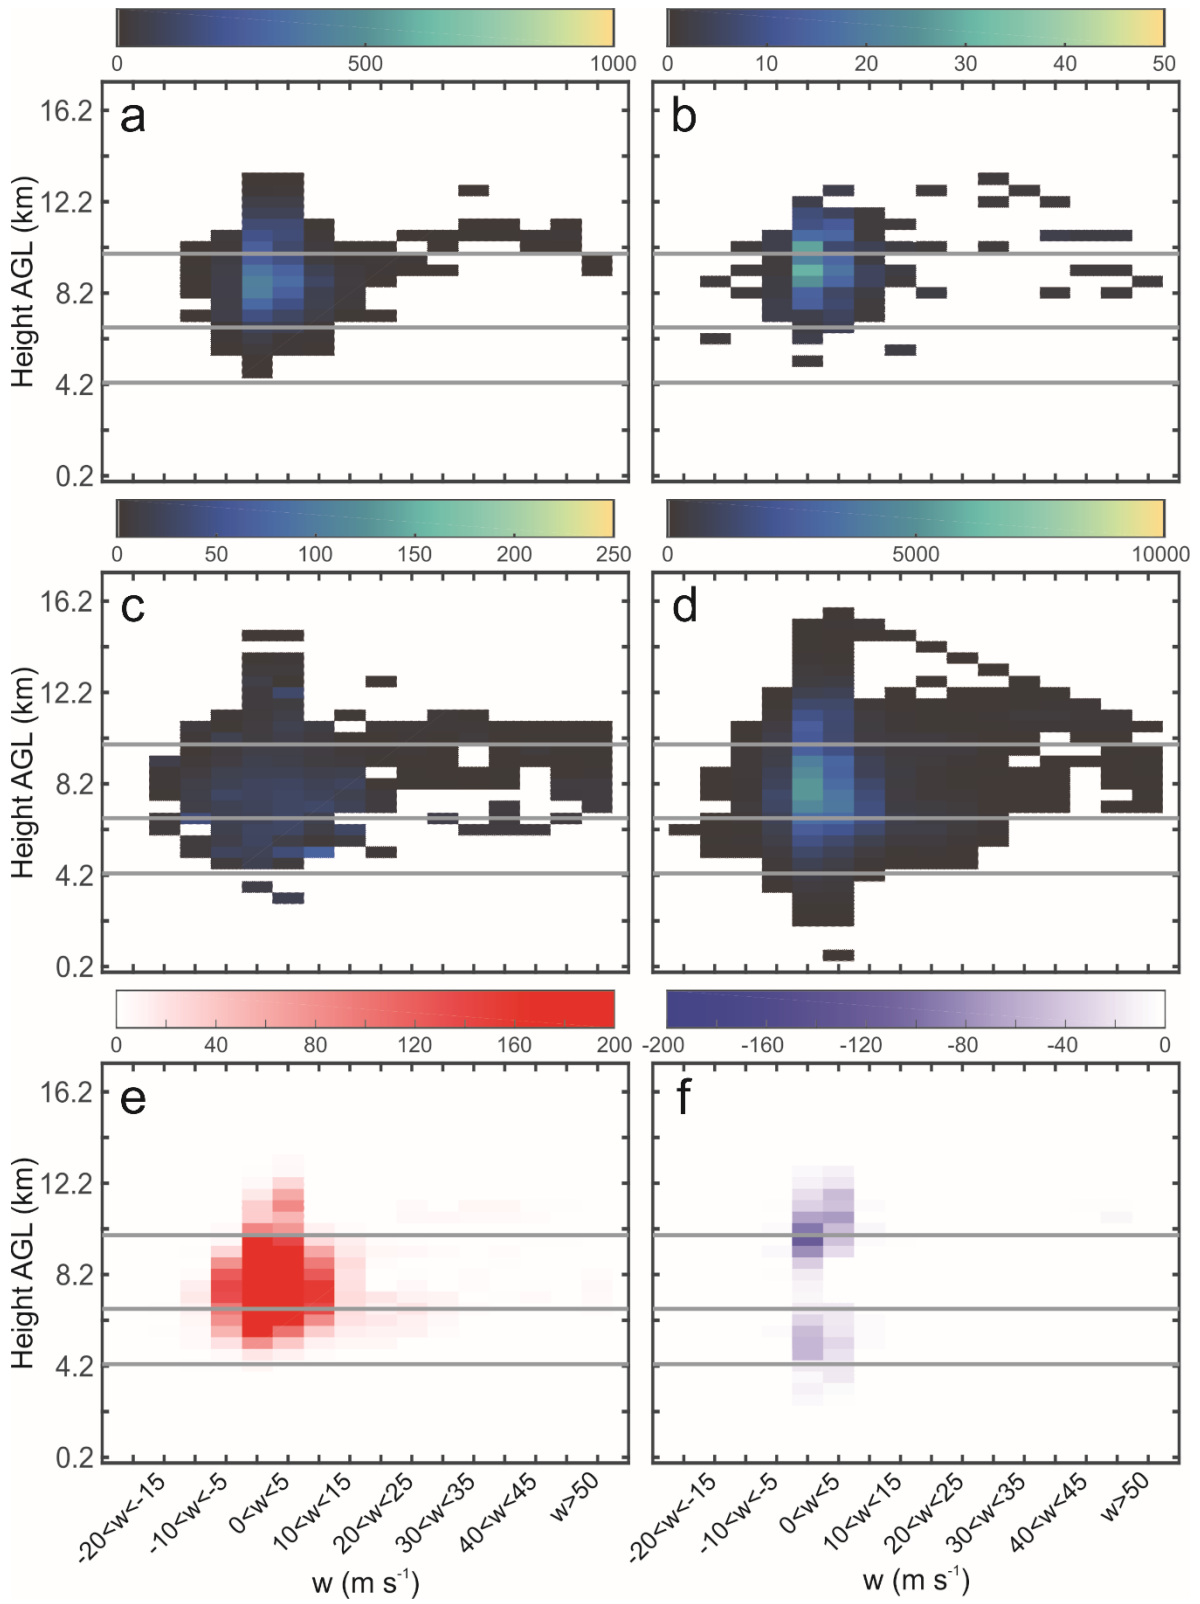 0 500 1000
0 10 20 30 40 50
a
b
16.2
12.2
8.2
4.2
0.2
Height AGL (km)
0 50 100 150 200 250
0 5000 10000
c
d
16.2
12.2
8.2
4.2
0.2
Height AGL (km)
0 40 80 120 160 200
-200 -160 -120 -80 -40 0
e
f
16.2
12.2
8.2
4.2
0.2
Height AGL (km)
-20<w<-15
-10<w<-5
0<w<5
10<w<15
20<w<25
30<w<35
40<w<45
w>50
w (m s⁻¹)
-20<w<-15
-10<w<-5
0<w<5
10<w<15
20<w<25
30<w<35
40<w<45
w>50
w (m s⁻¹)